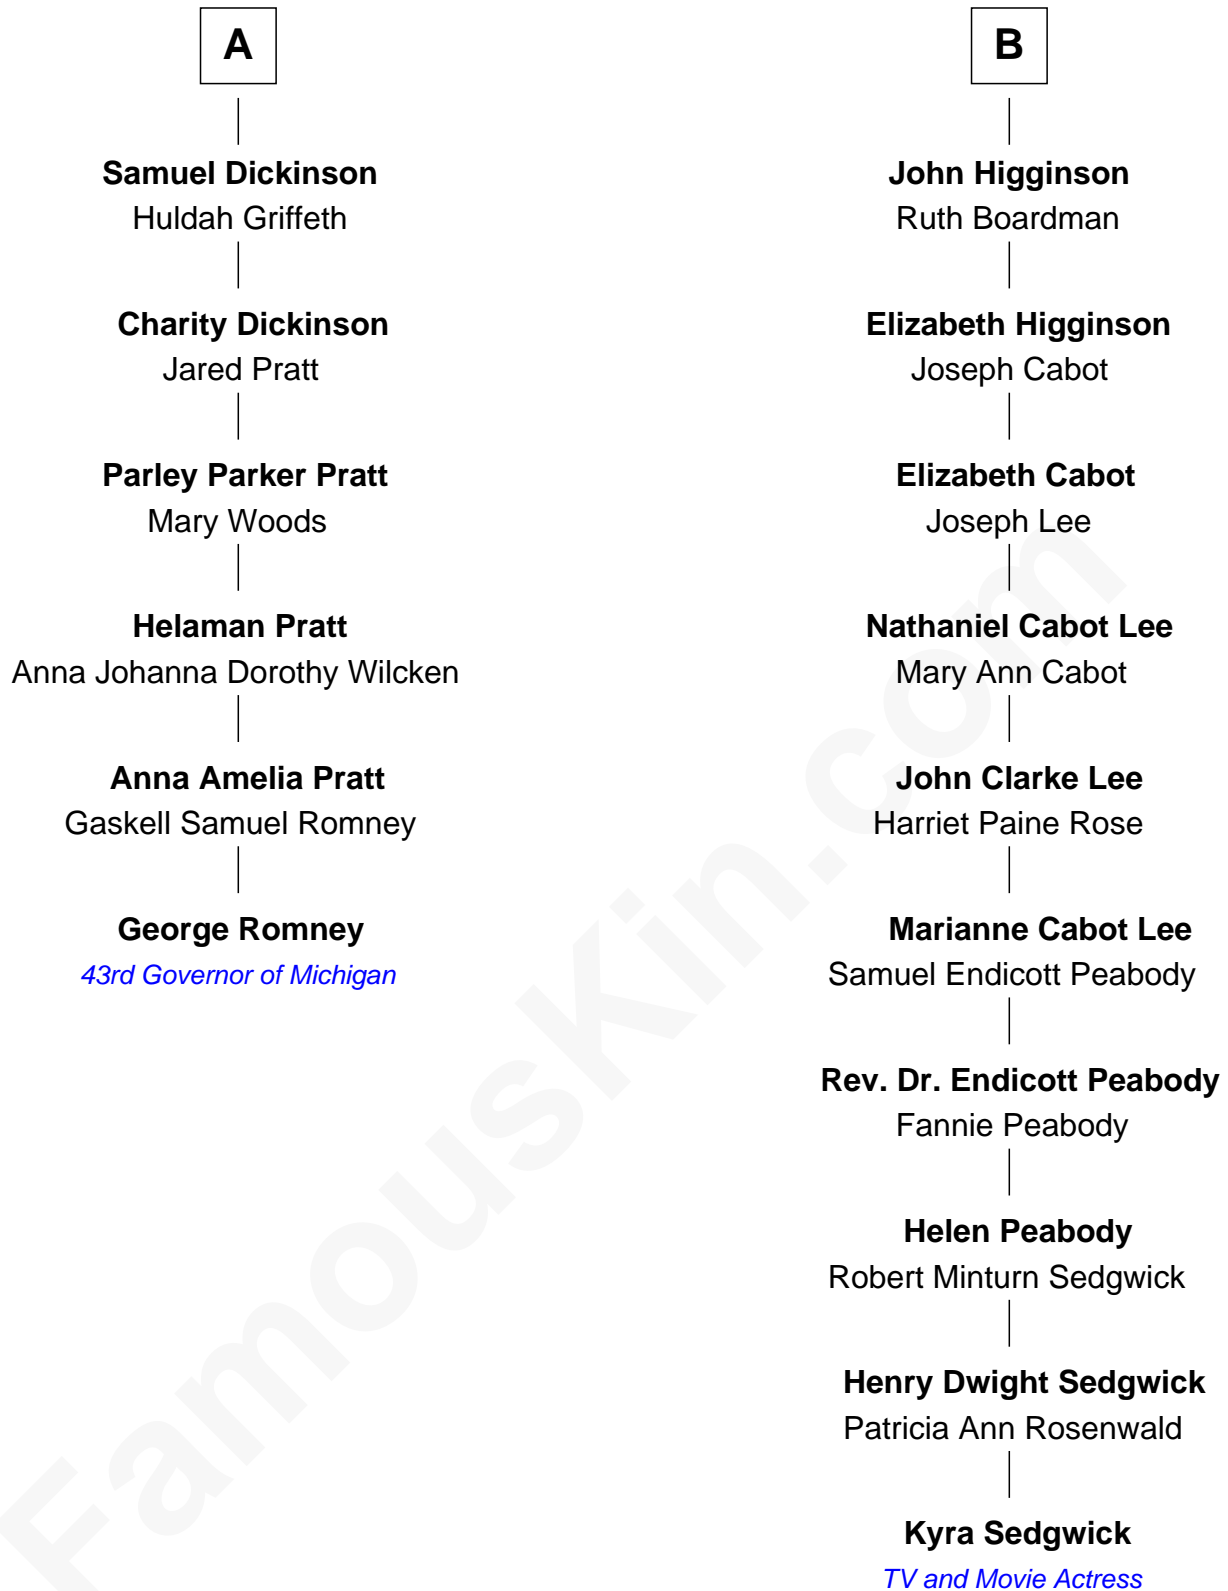 A
Samuel Dickinson
Huldah Griffeth
Charity Dickinson
Jared Pratt
Parley Parker Pratt
Mary Woods
Helaman Pratt
Anna Johanna Dorothy Wilcken
Anna Amelia Pratt
Gaskell Samuel Romney
George Romney
43rd Governor of Michigan
B
John Higginson
Ruth Boardman
Elizabeth Higginson
Joseph Cabot
Elizabeth Cabot
Joseph Lee
Nathaniel Cabot Lee
Mary Ann Cabot
John Clarke Lee
Harriet Paine Rose
Marianne Cabot Lee
Samuel Endicott Peabody
Rev. Dr. Endicott Peabody
Fannie Peabody
Helen Peabody
Robert Minturn Sedgwick
Henry Dwight Sedgwick
Patricia Ann Rosenwald
Kyra Sedgwick
TV and Movie Actress
FamousKin.com